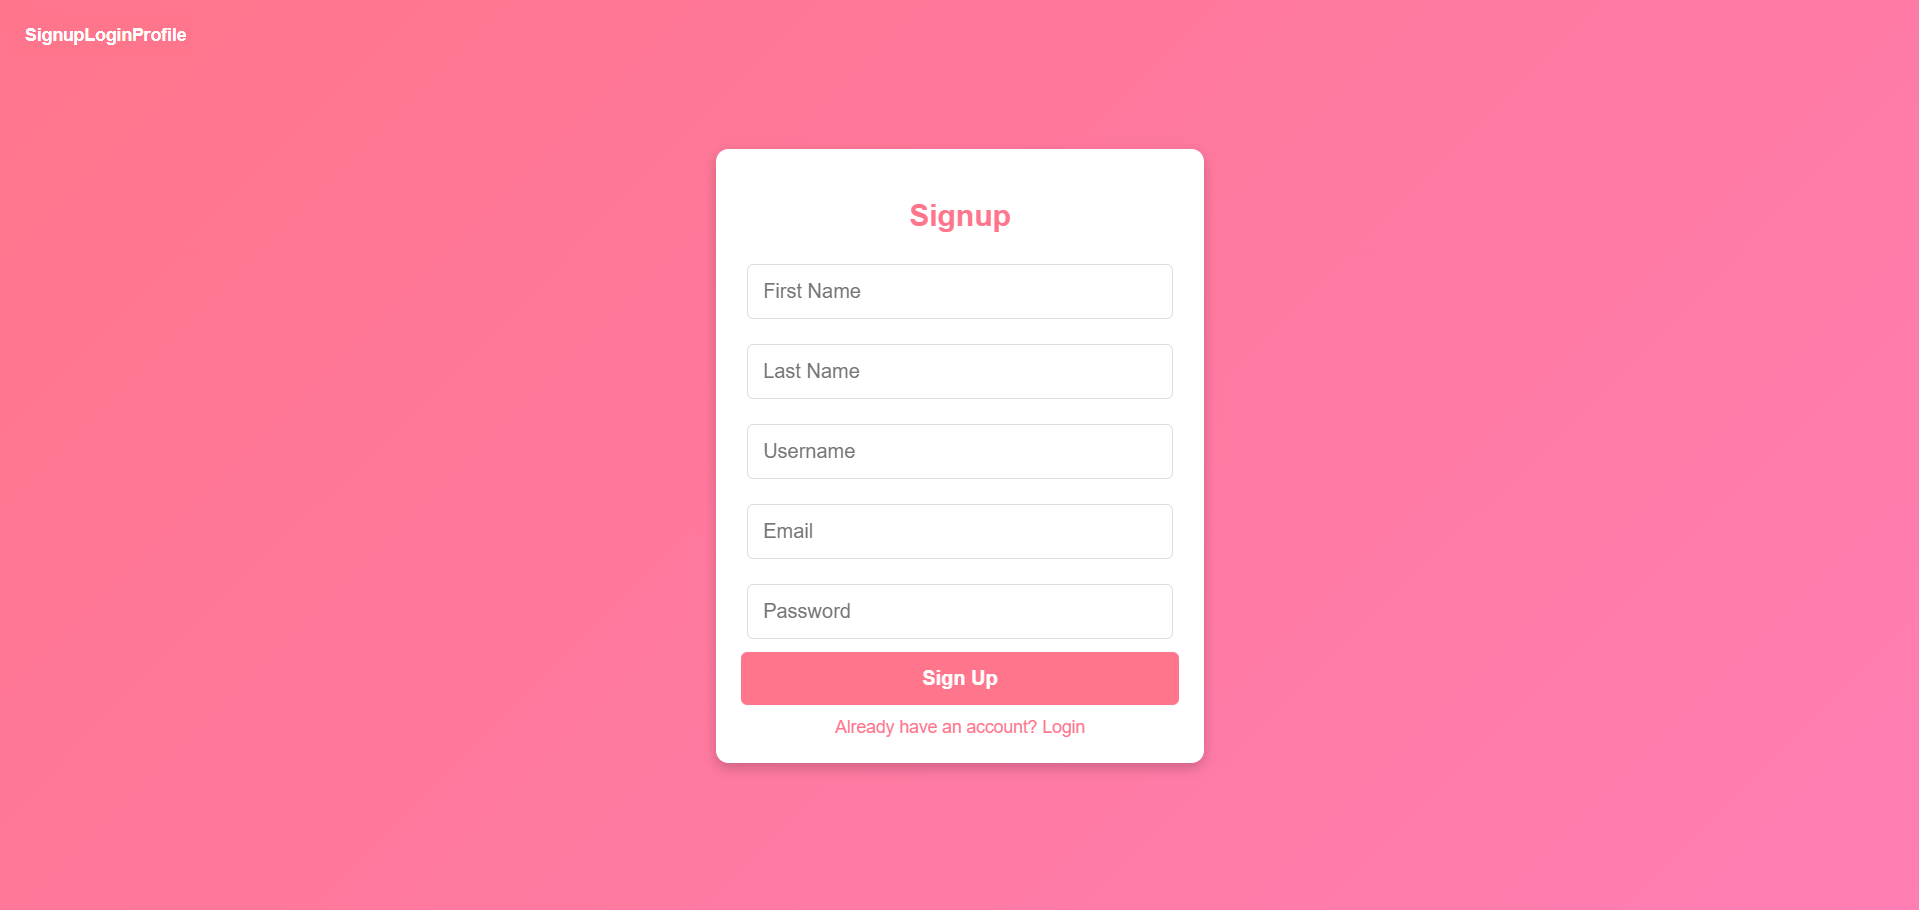 SignupLoginProfile
Signup
First Name
Last Name
Username
Email
Password
Sign Up
Already have an account? Login